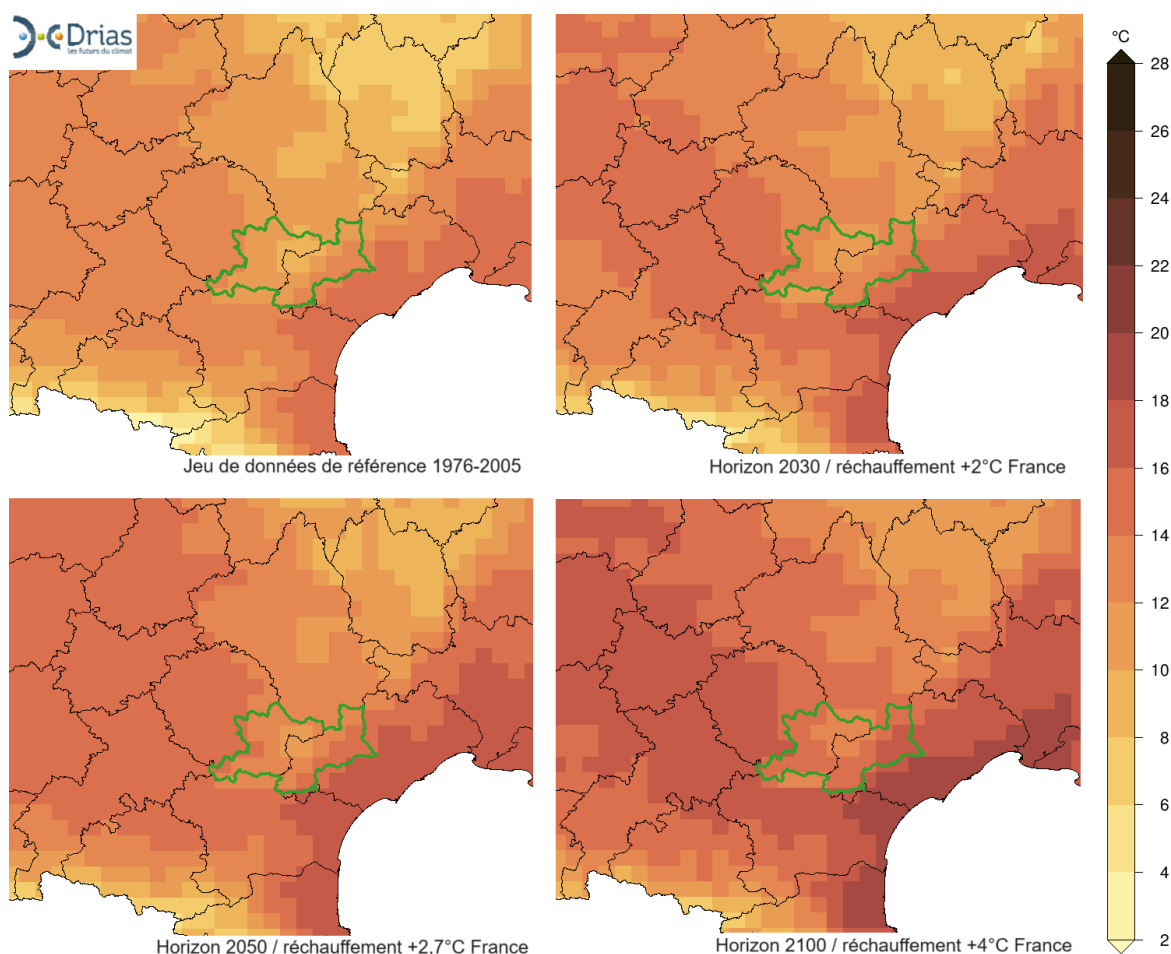 Drias
les futurs du climat
°C
28
26
24
22
20
18
16
14
12
10
8
6
4
2
Jeu de données de référence 1976-2005
Horizon 2030 / réchauffement +2°C France
Horizon 2050 / réchauffement +2.7°C France
Horizon 2100 / réchauffement +4°C France